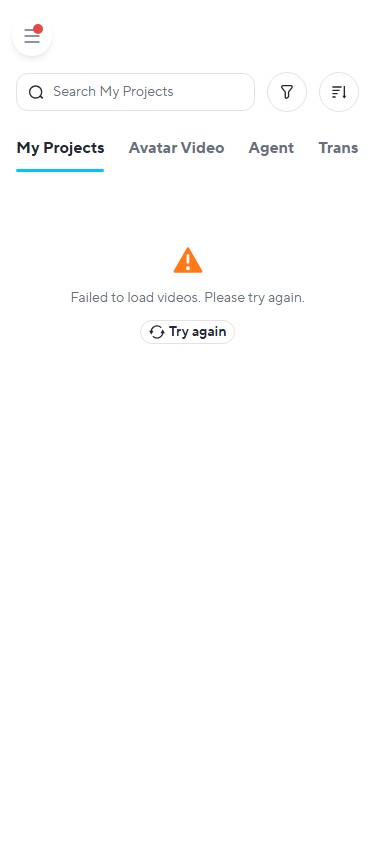 Search My Projects
My Projects Avatar Video Agent Trans
Failed to load videos. Please try again.
Try again